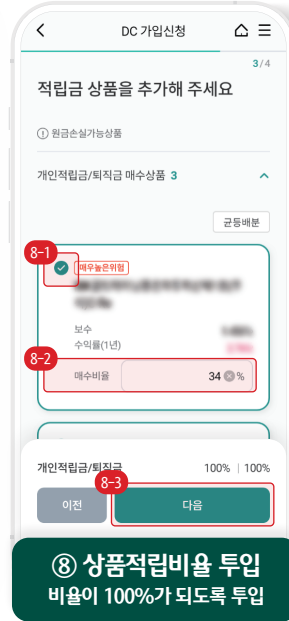 DC 가입신청
3/4
적립금 상품을 추가해 주세요
원금손실가능상품
개인적립금/퇴직금 매수상품 3
균등배분
8-1
매우높은위험
보수
수익률(1년)
8-2
매수비율 34 %
개인적립금/퇴직금 100% | 100%
8-3
이전 다음
⑧ 상품적립비율 투입
비율이 100%가 되도록 투입